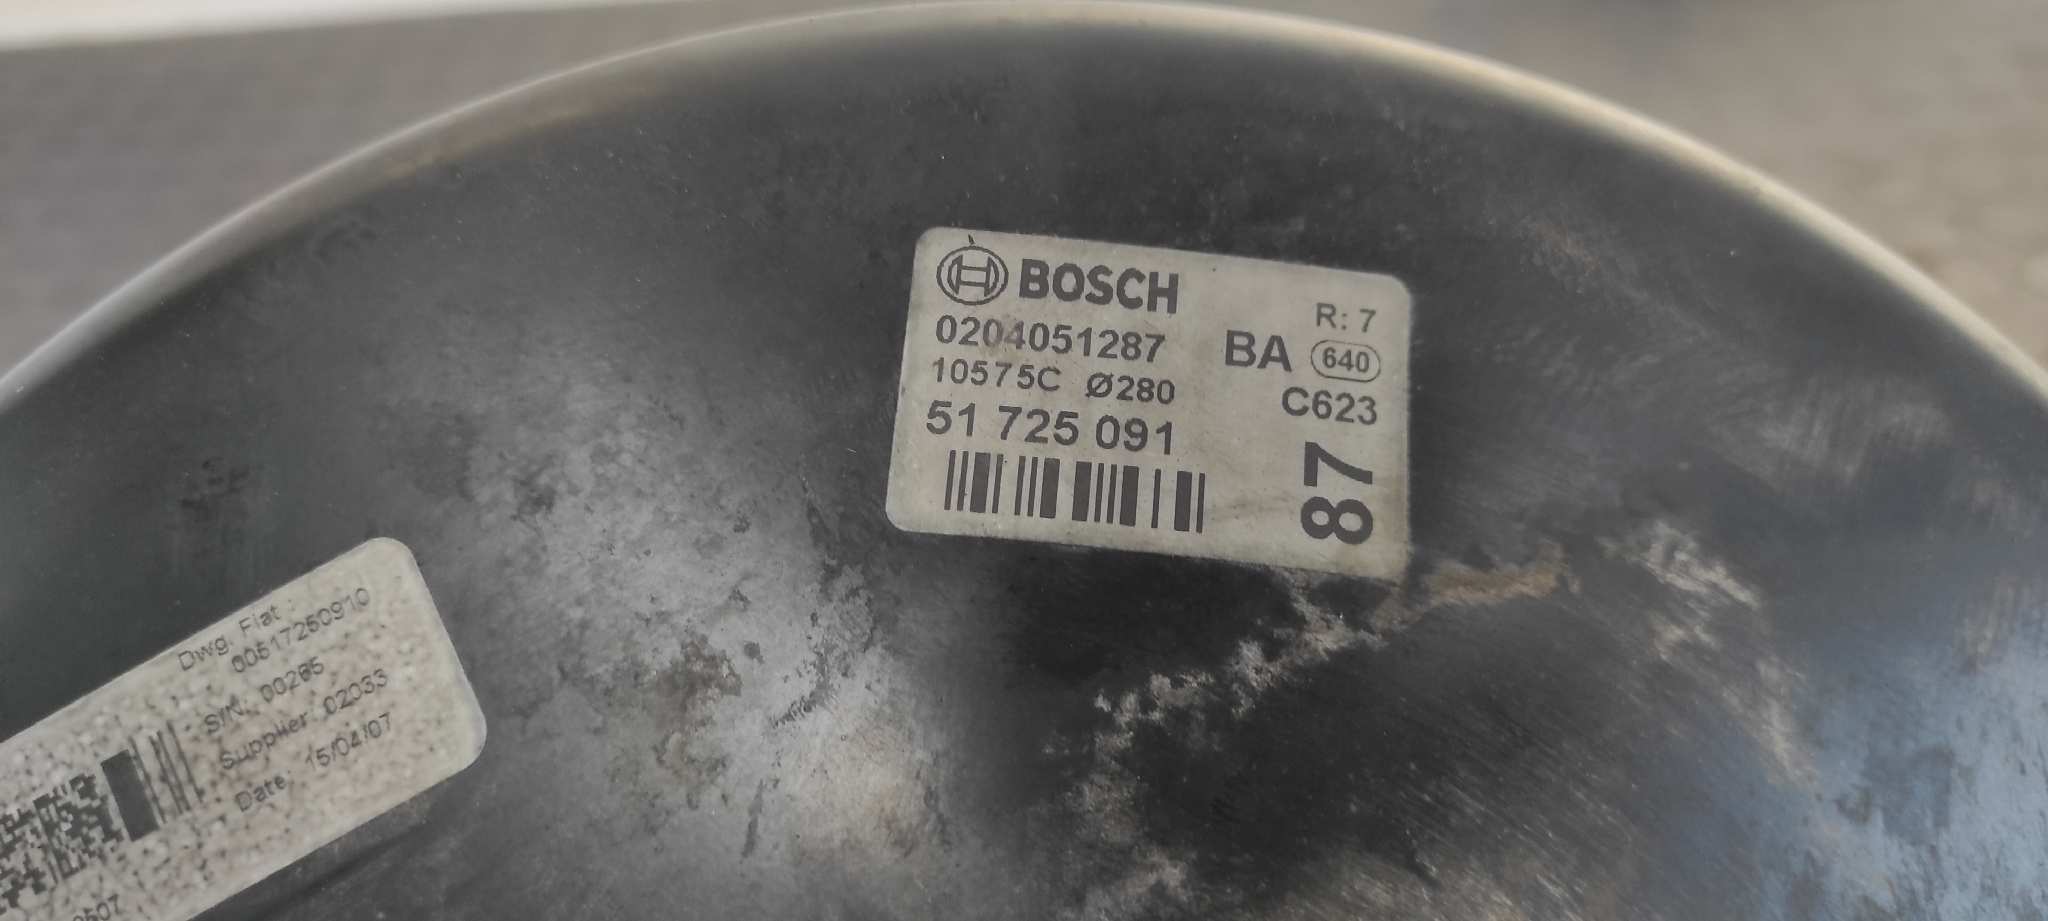 BOSCH
R: 7
0204051287
BA 640
10575C Ø280
C623
51 725 091
87
Dwg. Fiat :
00517250910
S/N: 00265
Supplier: 02033
Date: 15/04/07